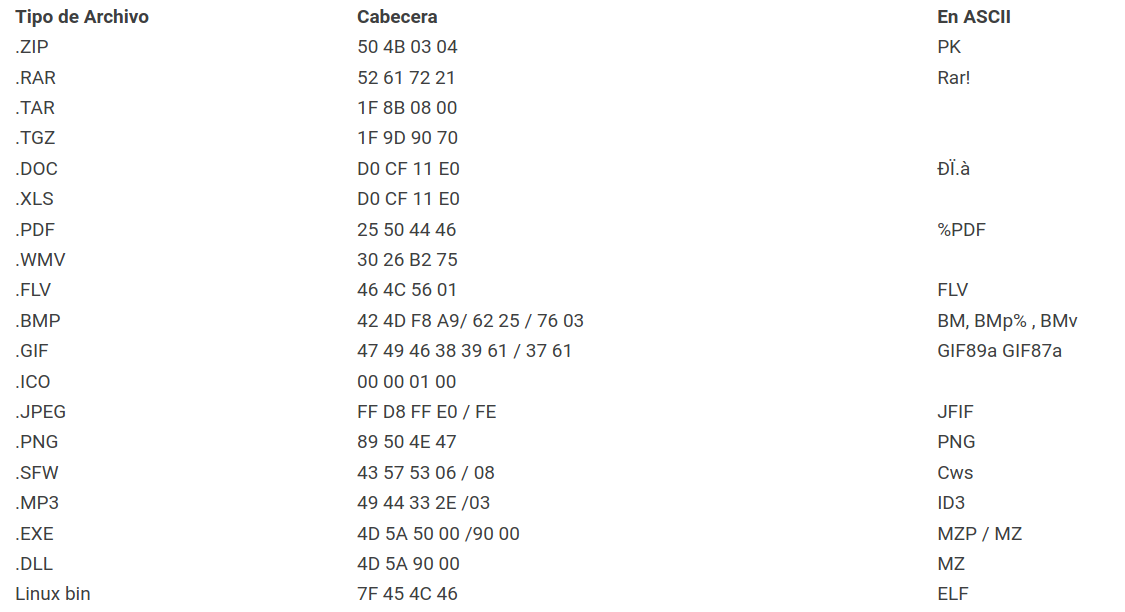 Tipo de Archivo Cabecera En ASCII
.ZIP 50 4B 03 04 PK
.RAR 52 61 72 21 Rar!
.TAR 1F 8B 08 00
.TGZ 1F 9D 90 70
.DOC D0 CF 11 E0 ÐÏ.à
.XLS D0 CF 11 E0
.PDF 25 50 44 46 %PDF
.WMV 30 26 B2 75
.FLV 46 4C 56 01 FLV
.BMP 42 4D F8 A9/ 62 25 / 76 03 BM, BMp% , BMv
.GIF 47 49 46 38 39 61 / 37 61 GIF89a GIF87a
.ICO 00 00 01 00
.JPEG FF D8 FF E0 / FE JFIF
.PNG 89 50 4E 47 PNG
.SFW 43 57 53 06 / 08 Cws
.MP3 49 44 33 2E /03 ID3
.EXE 4D 5A 50 00 /90 00 MZP / MZ
.DLL 4D 5A 90 00 MZ
Linux bin 7F 45 4C 46 ELF